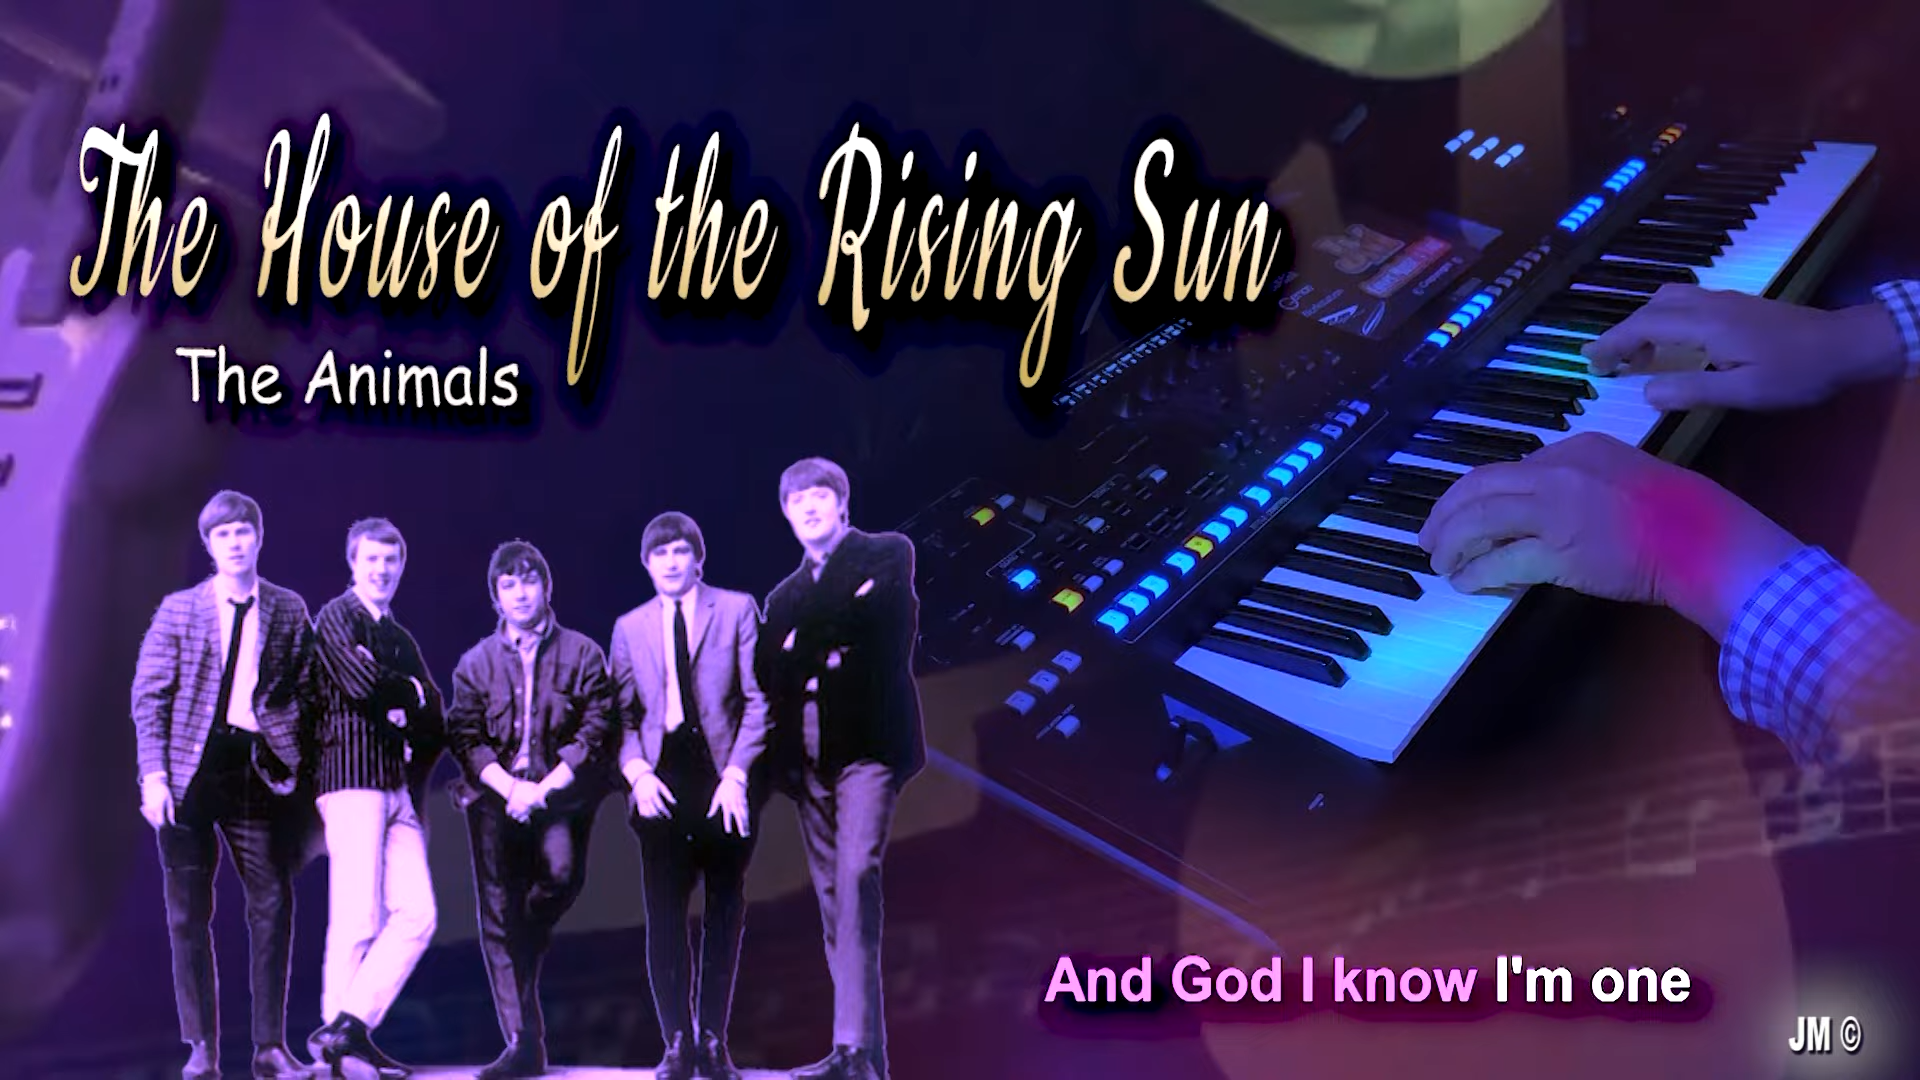 The House of the Rising Sun
The Animals
And God I know I'm one
JM ©